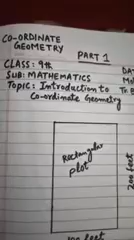 CO-ORDINATE
GEOMETRY
PART 1
CLASS: 9th
SUB: MATHEMATICS
Topic: Introduction to
Co-ordinate Geometry
Rectangular
plot
200 feet
feet